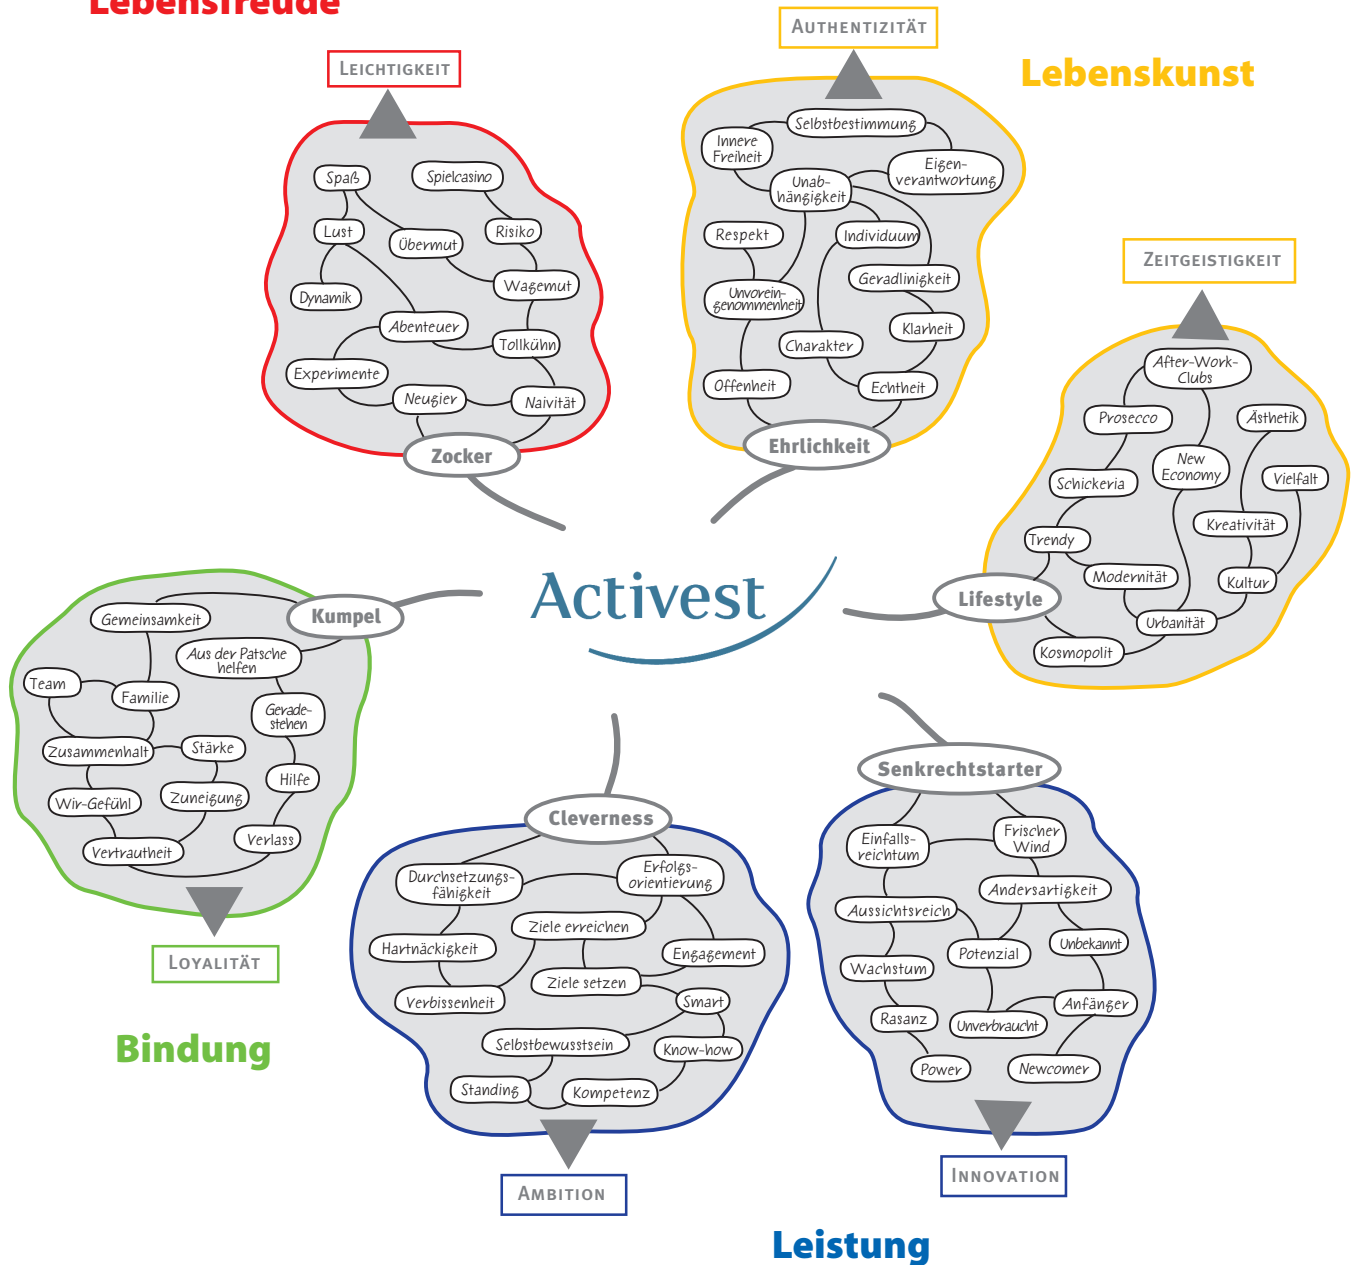 Lebensfreude
LEICHTIGKEIT
Spaß
Spielcasino
Lust
Übermut
Risiko
Dynamik
Wagemut
Abenteuer
Tollkühn
Experimente
Neugier
Naivität
Zocker
AUTHENTIZITÄT
Lebenskunst
Selbstbestimmung
Innere
Freiheit
Eigen-
verantwortung
Unab-
hängigkeit
Respekt
Individuum
Geradlinigkeit
Unvorein-
genommenheit
Klarheit
Charakter
Offenheit
Echtheit
Ehrlichkeit
ZEITGEISTIGKEIT
After-Work-
Clubs
Prosecco
Ästhetik
New
Economy
Vielfalt
Schickeria
Kreativität
Trendy
Modernität
Kultur
Urbanität
Kosmopolit
Lifestyle
Activest
Kumpel
Gemeinsamkeit
Aus der Patsche
helfen
Team
Familie
Gerade-
stehen
Zusammenhalt
Stärke
Hilfe
Wir-Gefühl
Zuneigung
Verlass
Vertrautheit
LOYALITÄT
Bindung
Cleverness
Durchsetzungs-
fähigkeit
Erfolgs-
orientierung
Ziele erreichen
Hartnäckigkeit
Engagement
Ziele setzen
Verbissenheit
Smart
Selbstbewusstsein
Know-how
Standing
Kompetenz
AMBITION
Senkrechtstarter
Einfalls-
reichtum
Frischer
Wind
Andersartigkeit
Aussichtsreich
Unbekannt
Potenzial
Wachstum
Anfänger
Rasanz
Unverbraucht
Power
Newcomer
INNOVATION
Leistung